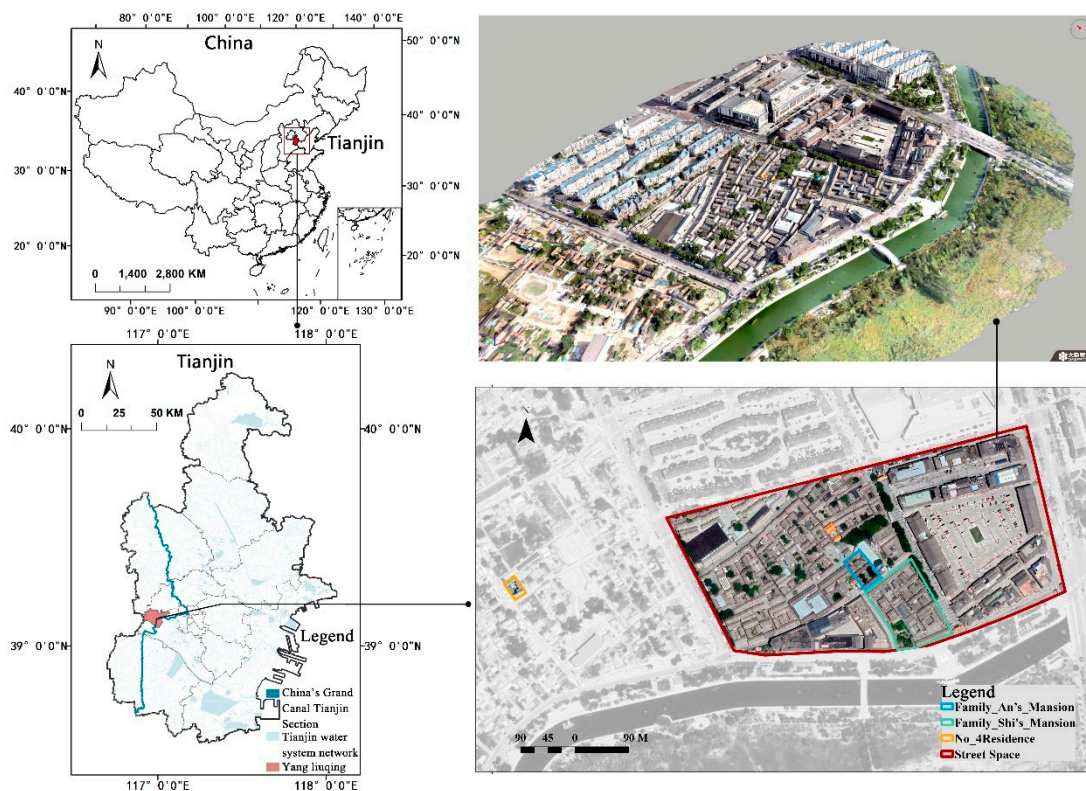 80° 0′0″E 100° 0′0″E 120° 0′0″E 140° 0′0″E
China
N
50° 0′0″N
40° 0′0″N
40° 0′0″N
Tianjin
30° 0′0″N
30° 0′0″N
20° 0′0″N
20° 0′0″N
0 1,400 2,800 KM
90° 0′0″E 100° 0′0″E 120° 0′0″E 130° 0′0″E
117° 0′0″E 118° 0′0″E
Tianjin
N
0 25 50 KM
40° 0′0″N
40° 0′0″N
39° 0′0″N
39° 0′0″N
Legend
China's Grand
Canal Tianjin
Section
Tianjin water
system network
Yang liuqing
117° 0′0″E 118° 0′0″E
N
90 45 0 90 M
Legend
Family_An's_Mansion
Family_Shi's_Mansion
No_4Residence
Street Space